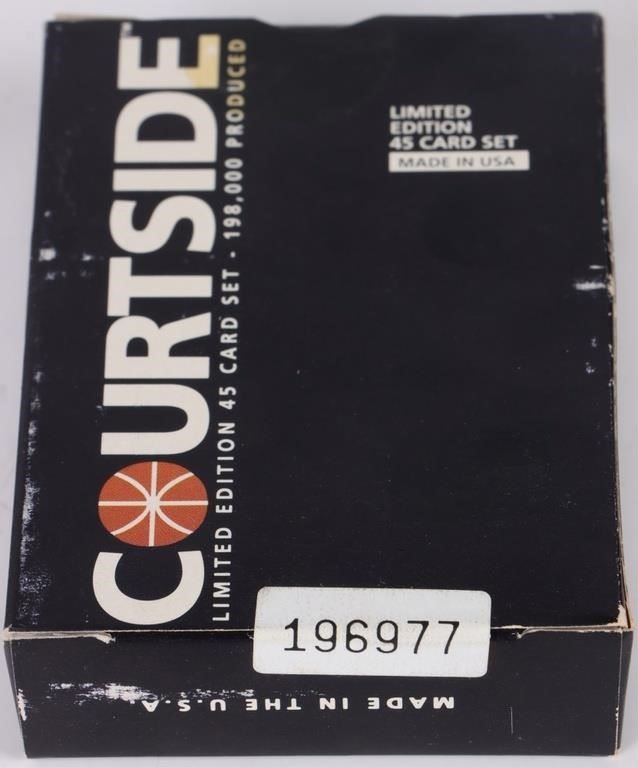 COURTSIDE
LIMITED EDITION 45 CARD SET - 198,000 PRODUCED
LIMITED
EDITION
45 CARD SET
MADE IN USA
196977
MADE IN THE U.S.A.